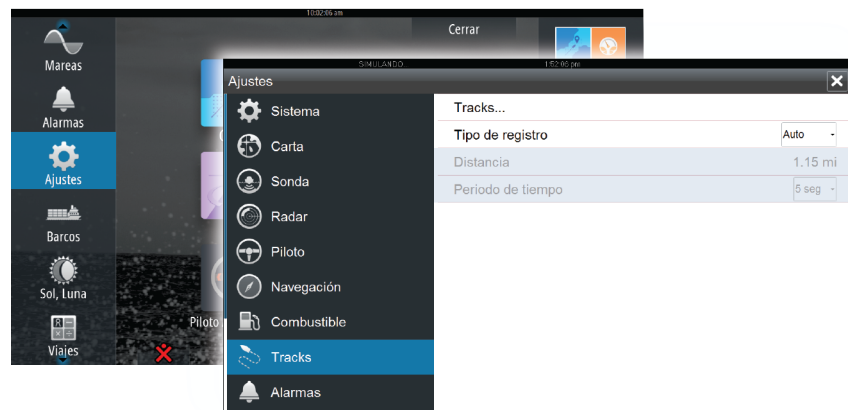 10:02:06 am
Cerrar
Mareas
Alarmas
Ajustes
Barcos
Sol, Luna
Viajes
Piloto
SIMULANDO...
1:52:06 pm
Ajustes
Sistema
Carta
Sonda
Radar
Piloto
Navegación
Combustible
Tracks
Alarmas
Tracks...
Tipo de registro
Auto
Distancia
1.15 mi
Periodo de tiempo
5 seg